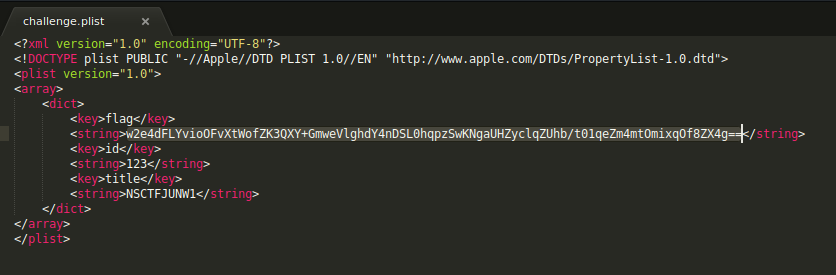 challenge.plist ×
<?xml version="1.0" encoding="UTF-8"?>
<!DOCTYPE plist PUBLIC "-//Apple//DTD PLIST 1.0//EN" "http://www.apple.com/DTDs/PropertyList-1.0.dtd">
<plist version="1.0">
<array>
<dict>
<key>flag</key>
<string>w2e4dFLYvioOFvXtWofZK3QXY+GmweVlghdY4nDSL0hqpzSwKNgaUHZyclqZUhb/t01qeZm4mtOmixqOf8ZX4g==</string>
<key>id</key>
<string>123</string>
<key>title</key>
<string>NSCTFJUNW1</string>
</dict>
</array>
</plist>